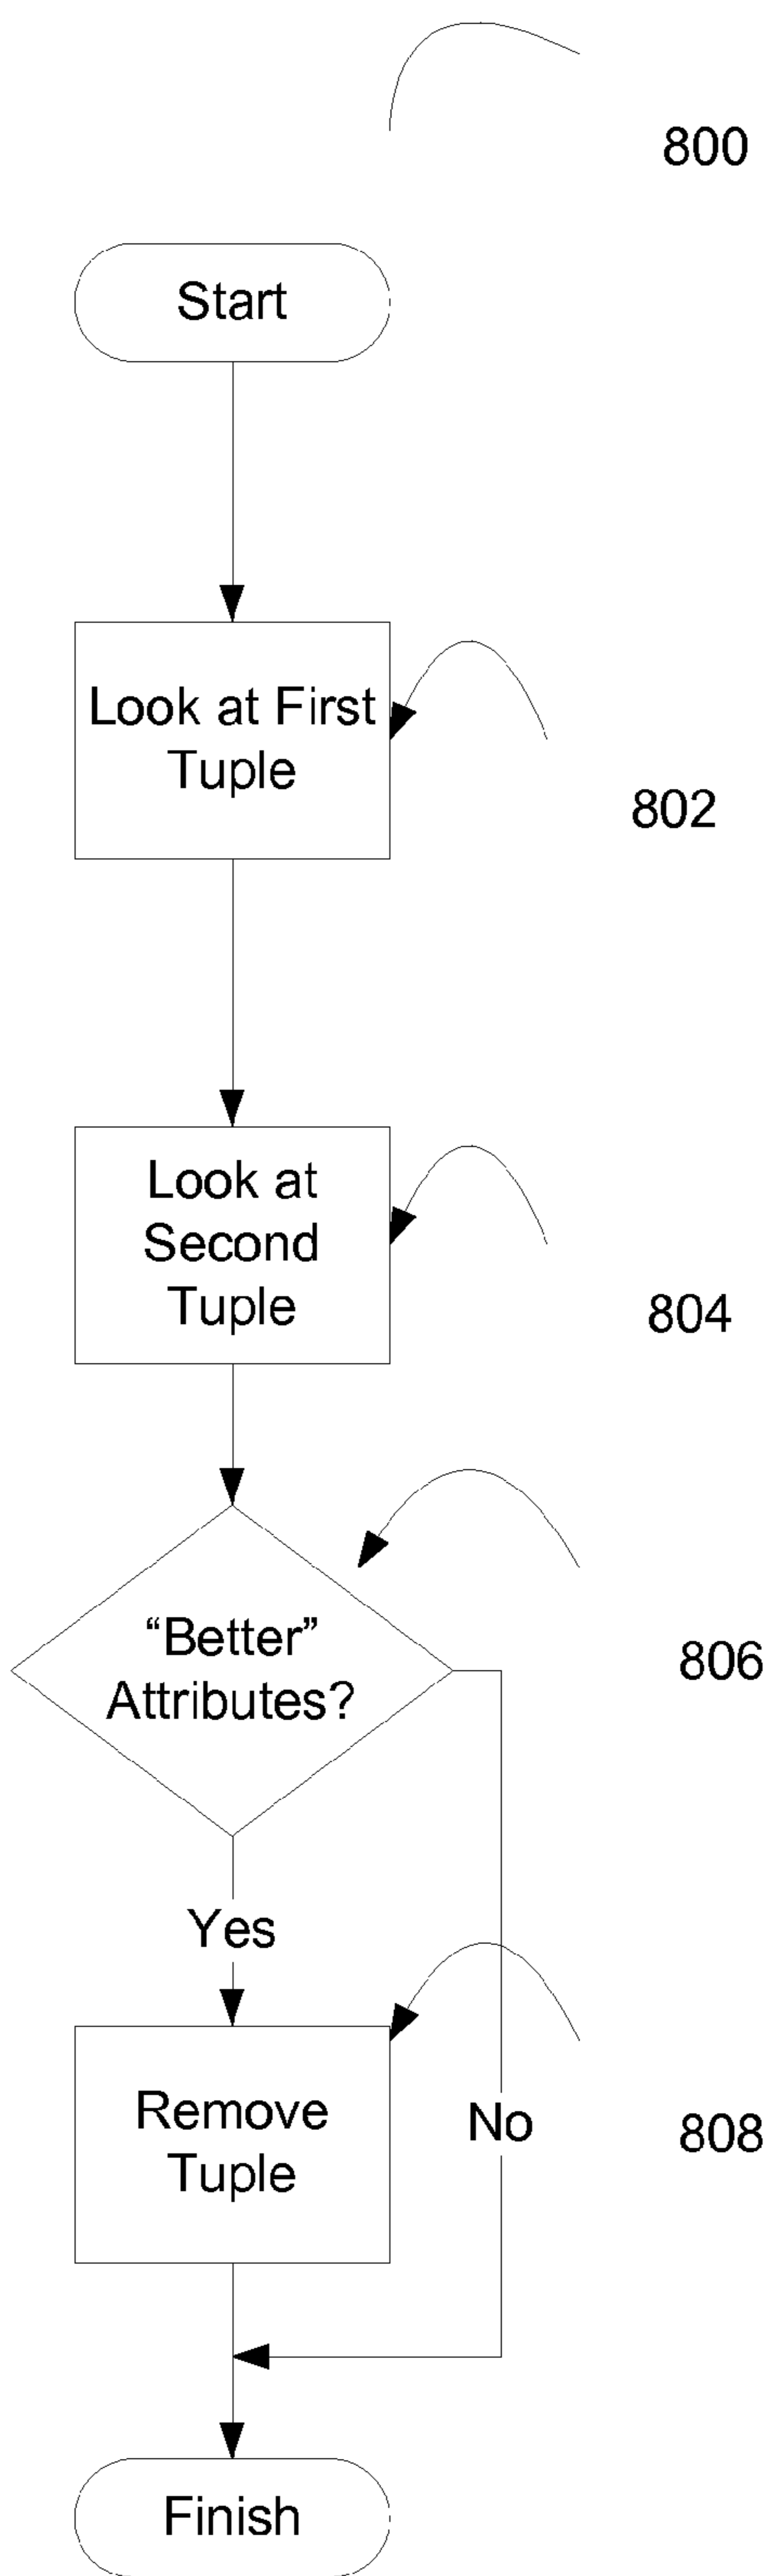 800
Start
Look at First
Tuple
802
Look at
Second
Tuple
804
“Better”
Attributes?
806
Yes
Remove
Tuple
No
808
Finish